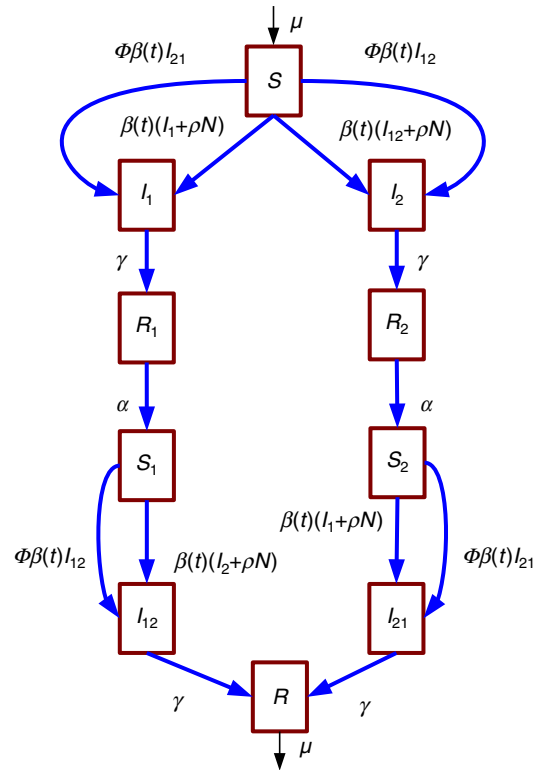 μ
Φβ(t)I₂₁
Φβ(t)I₁₂
S
β(t)(I₁+ρN)
β(t)(I₁₂+ρN)
I₁
I₂
γ
γ
R₁
R₂
α
α
S₁
S₂
β(t)(I₁+ρN)
Φβ(t)I₁₂
β(t)(I₂+ρN)
Φβ(t)I₂₁
I₁₂
I₂₁
γ
R
γ
μ